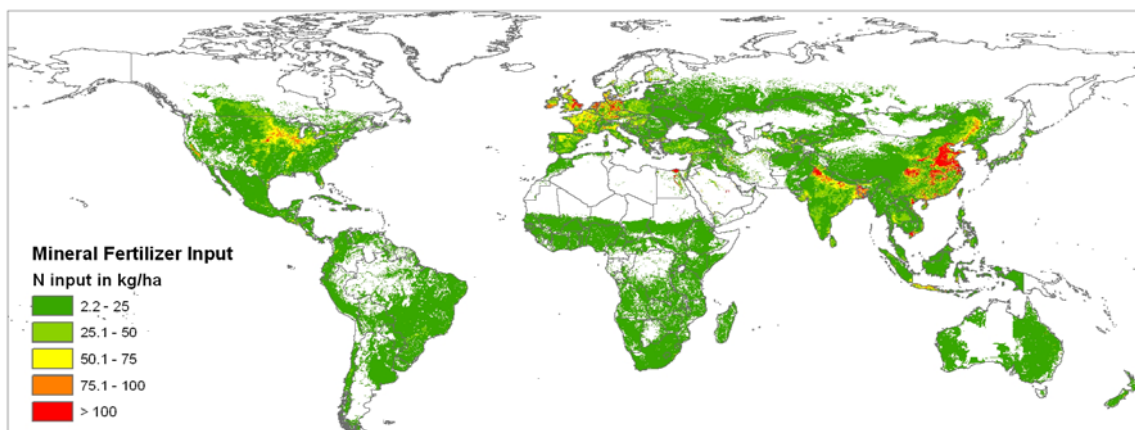 Mineral Fertilizer Input
N input in kg/ha
2.2 - 25
25.1 - 50
50.1 - 75
75.1 - 100
> 100